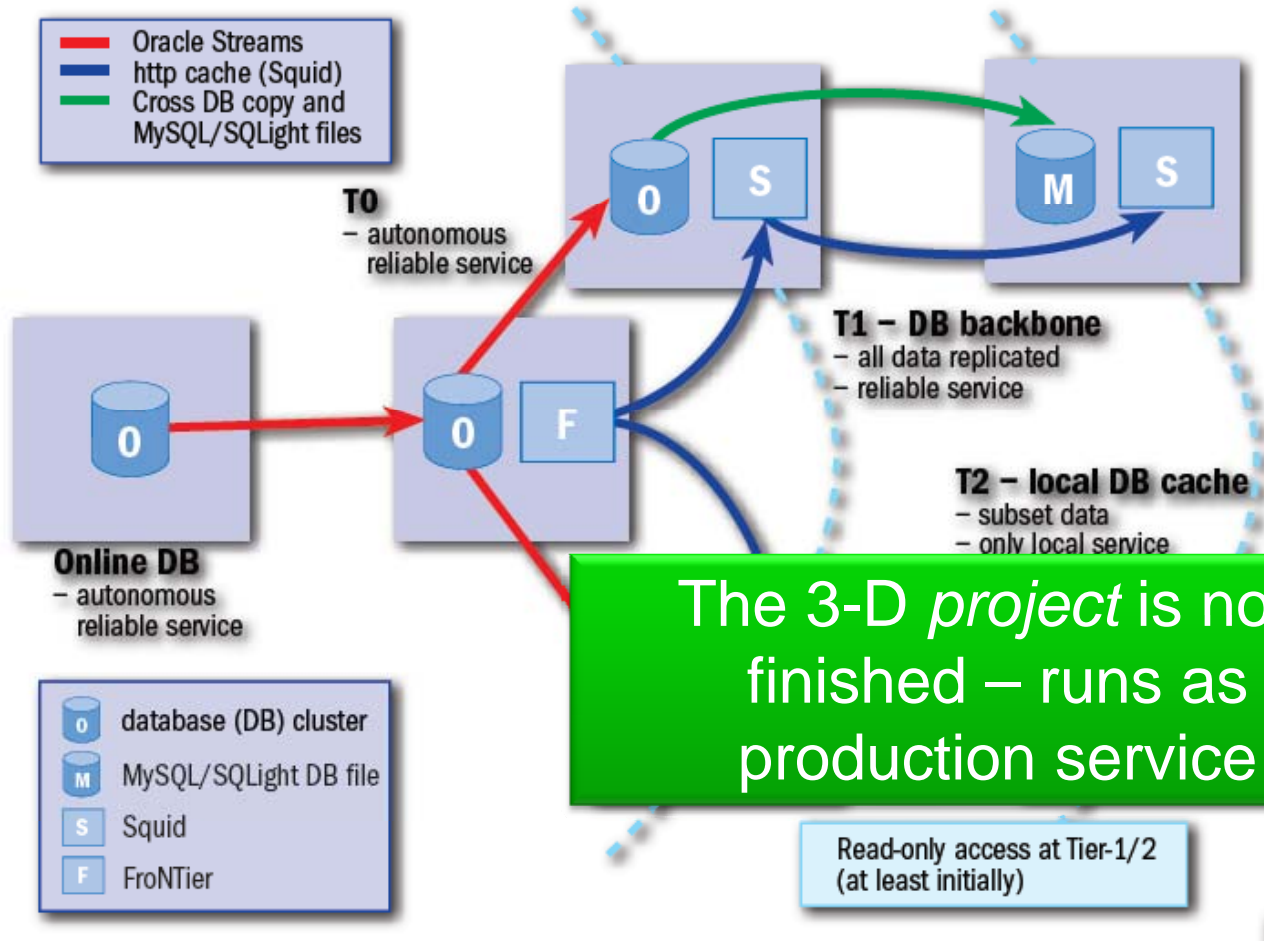 Oracle Streams
http cache (Squid)
Cross DB copy and
MySQL/SQLight files
T0
– autonomous
reliable service
O
S
M
S
T1 – DB backbone
– all data replicated
– reliable service
O
O
F
T2 – local DB cache
– subset data
– only local service
Online DB
– autonomous
reliable service
The 3-D project is no
finished – runs as
production service
O database (DB) cluster
M MySQL/SQLight DB file
S Squid
F FroNTier
Read-only access at Tier-1/2
(at least initially)